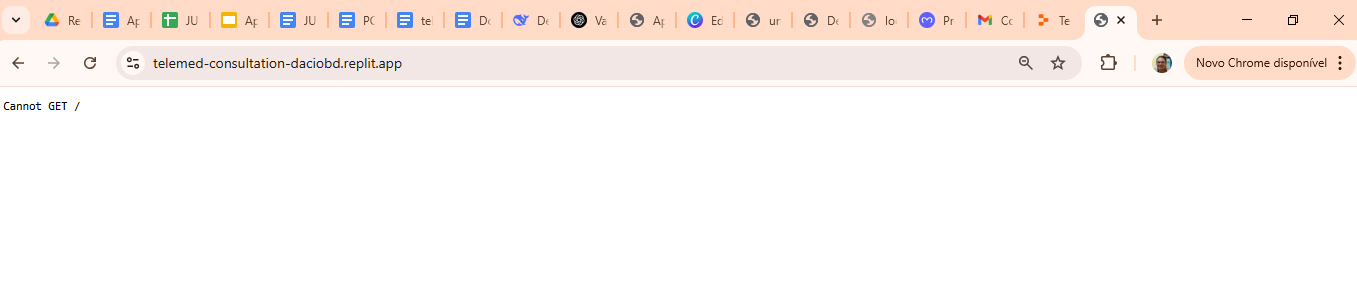 Re Ap JU Ap JU PC tel Do De Va Ap Ed ur De loc Pr Co Te
telemed-consultation-daciobd.replit.app Novo Chrome disponível
Cannot GET /